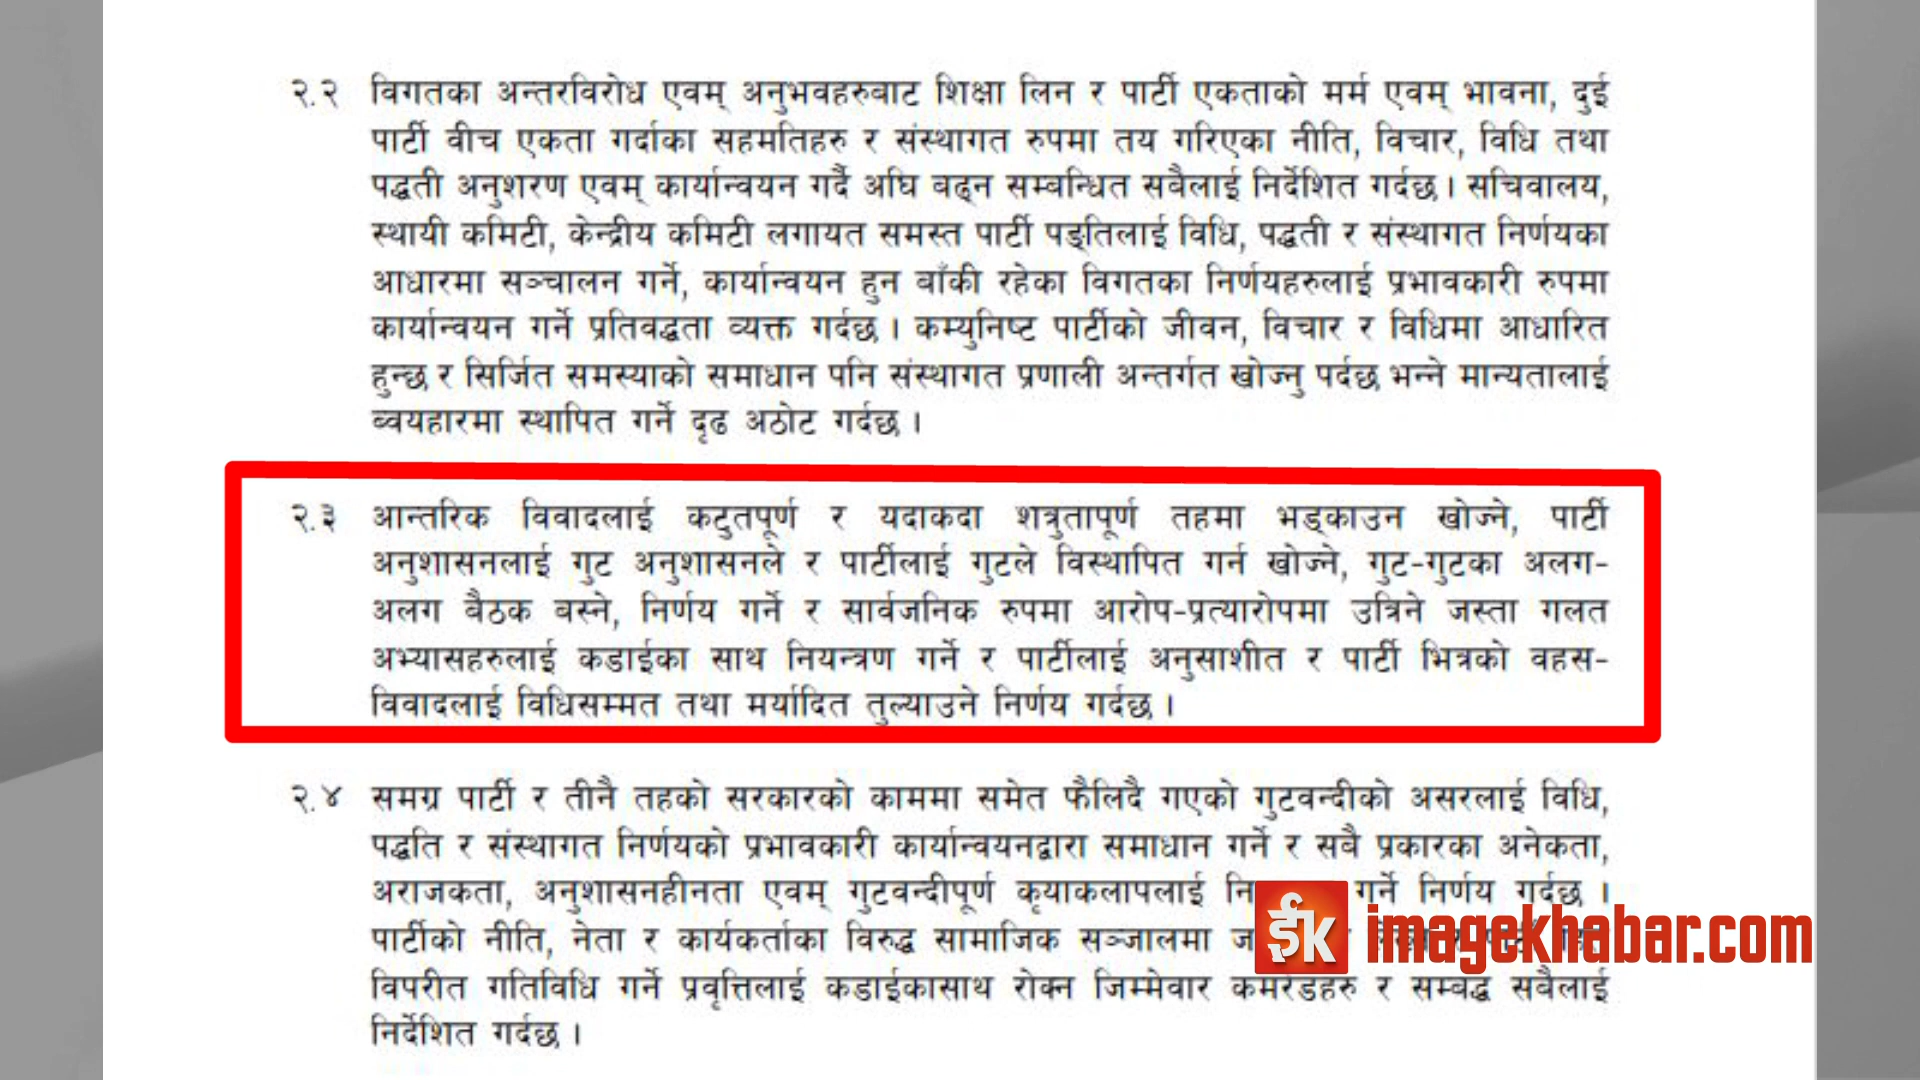 २.२ विगतका अन्तरविरोध एवम् अनुभवहरुबाट शिक्षा लिन र पार्टी एकताको मर्म एवम् भावना, दुई
पार्टी वीच एकता गर्दाका सहमतिहरु र संस्थागत रुपमा तय गरिएका नीति, विचार, विधि तथा
पद्धती अनुशरण एवम् कार्यान्वयन गर्दै अघि बढ्न सम्बन्धित सबैलाई निर्देशित गर्दछ । सचिवालय,
स्थायी कमिटी, केन्द्रीय कमिटी लगायत समस्त पार्टी पङ्तिलाई विधि, पद्धती र संस्थागत निर्णयका
आधारमा सञ्चालन गर्ने, कार्यान्वयन हुन बाँकी रहेका विगतका निर्णयहरुलाई प्रभावकारी रुपमा
कार्यान्वयन गर्ने प्रतिवद्धता व्यक्त गर्दछ । कम्युनिष्ट पार्टीको जीवन, विचार र विधिमा आधारित
हुन्छ र सिर्जित समस्याको समाधान पनि संस्थागत प्रणाली अन्तर्गत खोज्नु पर्दछ भन्ने मान्यतालाई
ब्वयहारमा स्थापित गर्ने दृढ अठोट गर्दछ ।
२.३ आन्तरिक विवादलाई कटुतपूर्ण र यदाकदा शत्रुतापूर्ण तहमा भड्काउन खोज्ने, पार्टी
अनुशासनलाई गुट अनुशासनले र पार्टीलाई गुटले विस्थापित गर्न खोज्ने, गुट-गुटका अलग-
अलग बैठक बस्ने, निर्णय गर्ने र सार्वजनिक रुपमा आरोप-प्रत्यारोपमा उत्रिने जस्ता गलत
अभ्यासहरुलाई कडाईका साथ नियन्त्रण गर्ने र पार्टीलाई अनुसाशीत र पार्टी भित्रको वहस-
विवादलाई विधिसम्मत तथा मर्यादित तुल्याउने निर्णय गर्दछ ।
२.४ समग्र पार्टी र तीनै तहको सरकारको काममा समेत फैलिदै गएको गुटवन्दीको असरलाई विधि,
पद्धति र संस्थागत निर्णयको प्रभावकारी कार्यान्वयनद्वारा समाधान गर्ने र सबै प्रकारका अनेकता,
अराजकता, अनुशासनहीनता एवम् गुटवन्दीपूर्ण कृयाकलापलाई गर्ने निर्णय गर्दछ ।
पार्टीको नीति, नेता र कार्यकर्ताका विरुद्ध सामाजिक सञ्जालमा
imagekhabar.com
विपरीत गतिविधि गर्ने प्रवृत्तिलाई कडाईकासाथ रोक्न जिम्मेवार कमरेडहरु र सम्बद्ध सबैलाई
निर्देशित गर्दछ ।